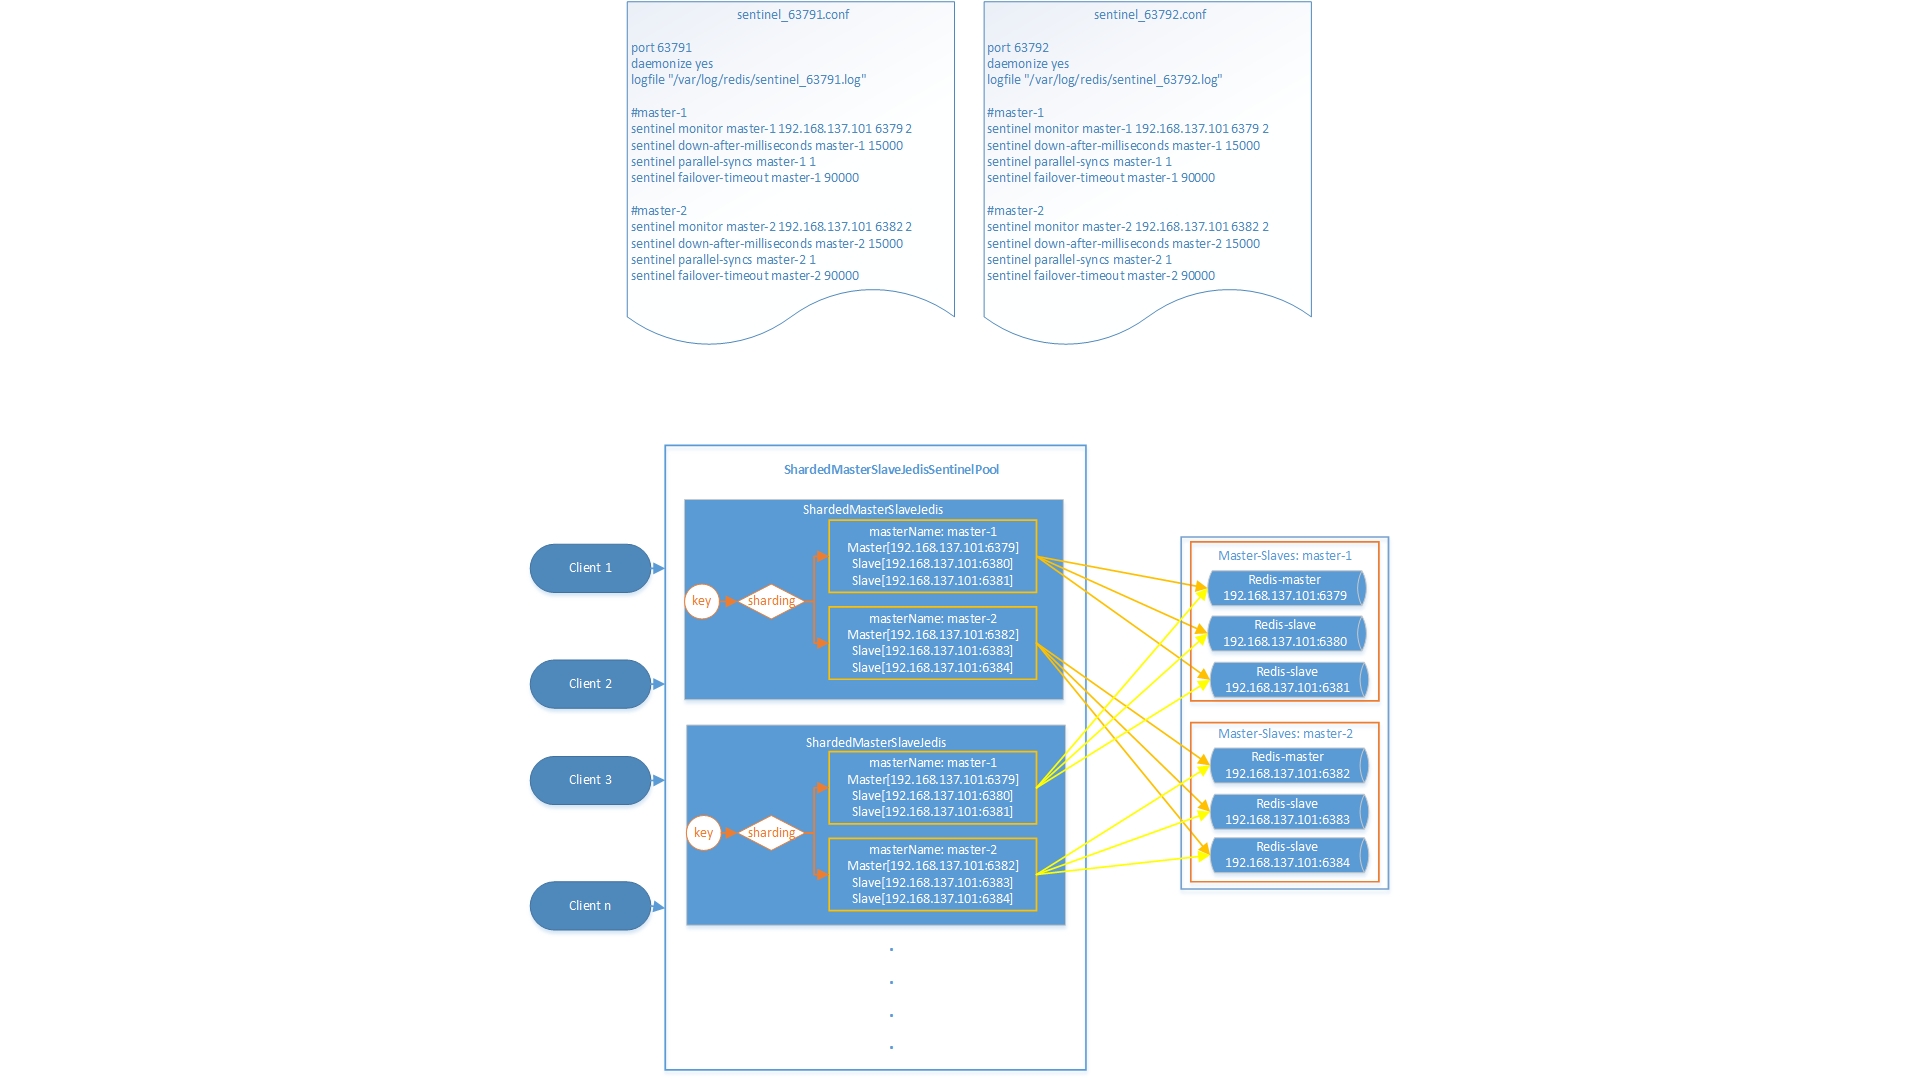 sentinel_63791.conf
port 63791
daemonize yes
logfile "/var/log/redis/sentinel_63791.log"
#master-1
sentinel monitor master-1 192.168.137.101 6379 2
sentinel down-after-milliseconds master-1 15000
sentinel parallel-syncs master-1 1
sentinel failover-timeout master-1 90000
#master-2
sentinel monitor master-2 192.168.137.101 6382 2
sentinel down-after-milliseconds master-2 15000
sentinel parallel-syncs master-2 1
sentinel failover-timeout master-2 90000
sentinel_63792.conf
port 63792
daemonize yes
logfile "/var/log/redis/sentinel_63792.log"
#master-1
sentinel monitor master-1 192.168.137.101 6379 2
sentinel down-after-milliseconds master-1 15000
sentinel parallel-syncs master-1 1
sentinel failover-timeout master-1 90000
#master-2
sentinel monitor master-2 192.168.137.101 6382 2
sentinel down-after-milliseconds master-2 15000
sentinel parallel-syncs master-2 1
sentinel failover-timeout master-2 90000
Client 1
Client 2
Client 3
Client n
ShardedMasterSlaveJedisSentinelPool
ShardedMasterSlaveJedis
key
sharding
masterName: master-1
Master[192.168.137.101:6379]
Slave[192.168.137.101:6380]
Slave[192.168.137.101:6381]
masterName: master-2
Master[192.168.137.101:6382]
Slave[192.168.137.101:6383]
Slave[192.168.137.101:6384]
ShardedMasterSlaveJedis
key
sharding
masterName: master-1
Master[192.168.137.101:6379]
Slave[192.168.137.101:6380]
Slave[192.168.137.101:6381]
masterName: master-2
Master[192.168.137.101:6382]
Slave[192.168.137.101:6383]
Slave[192.168.137.101:6384]
.
.
.
.
Master-Slaves: master-1
Redis-master
192.168.137.101:6379
Redis-slave
192.168.137.101:6380
Redis-slave
192.168.137.101:6381
Master-Slaves: master-2
Redis-master
192.168.137.101:6382
Redis-slave
192.168.137.101:6383
Redis-slave
192.168.137.101:6384